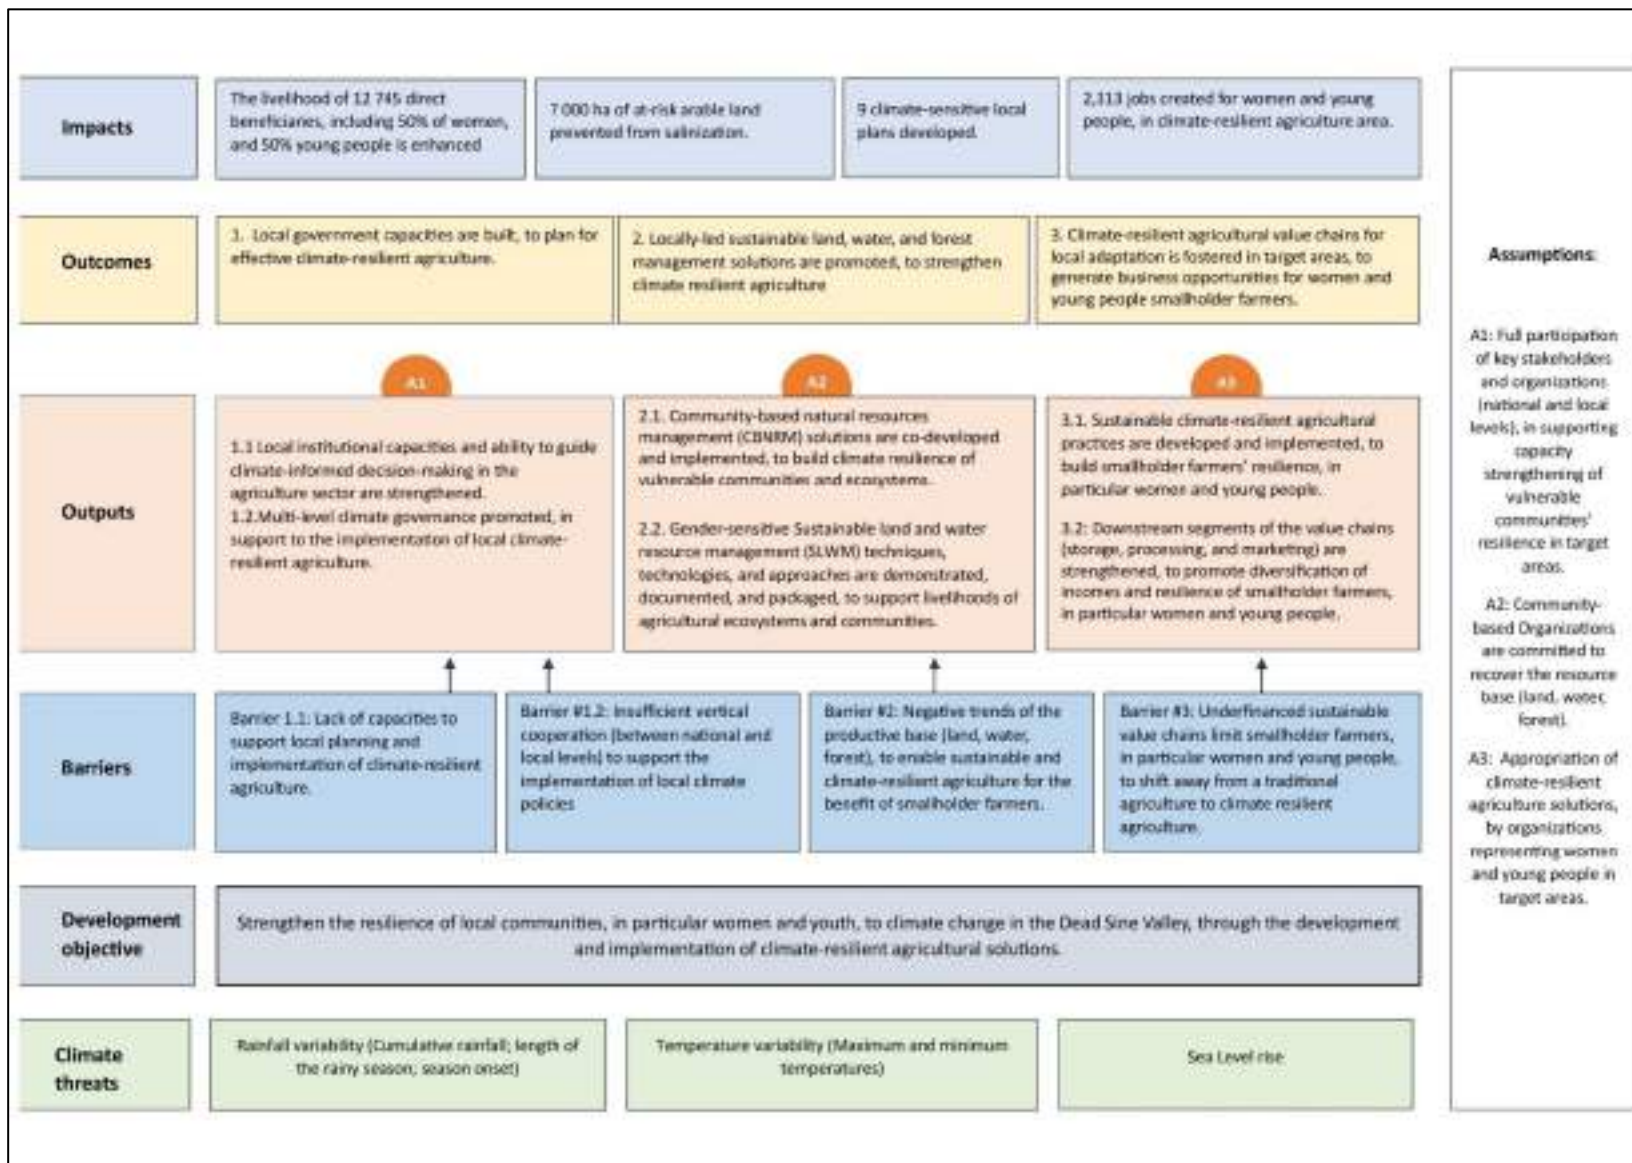 Impacts
The livelihood of 12 745 direct
beneficiaries, including 50% of women,
and 50% young people is enhanced
7 000 ha of at-risk arable land
prevented from salinization.
9 climate-sensitive local
plans developed.
2,113 jobs created for women and young
people, in climate-resilient agriculture area.
Outcomes
1. Local government capacities are built, to plan for
effective climate-resilient agriculture.
2. Locally-led sustainable land, water, and forest
management solutions are promoted, to strengthen
climate resilient agriculture
3. Climate-resilient agricultural value chains for
local adaptation is fostered in target areas, to
generate business opportunities for women and
young people smallholder farmers.
A1
A2
A3
Outputs
1.1 Local institutional capacities and ability to guide
climate-informed decision-making in the
agriculture sector are strengthened.
1.2.Multi-level climate governance promoted, in
support to the implementation of local climate-
resilient agriculture.
2.1. Community-based natural resources
management (CBNRM) solutions are co-developed
and implemented, to build climate resilience of
vulnerable communities and ecosystems.
2.2. Gender-sensitive Sustainable land and water
resource management (SLWM) techniques,
technologies, and approaches are demonstrated,
documented, and packaged, to support livelihoods of
agricultural ecosystems and communities.
3.1. Sustainable climate-resilient agricultural
practices are developed and implemented, to
build smallholder farmers' resilience, in
particular women and young people.
3.2: Downstream segments of the value chains
(storage, processing, and marketing) are
strengthened, to promote diversification of
incomes and resilience of smallholder farmers,
in particular women and young people.
Barriers
Barrier 1.1: Lack of capacities to
support local planning and
implementation of climate-resilient
agriculture.
Barrier #1.2: Insufficient vertical
cooperation (between national and
local levels) to support the
implementation of local climate
policies
Barrier #2: Negative trends of the
productive base (land, water,
forest), to enable sustainable and
climate-resilient agriculture for the
benefit of smallholder farmers.
Barrier #3: Underfinanced sustainable
value chains limit smallholder farmers,
in particular women and young people,
to shift away from a traditional
agriculture to climate resilient
agriculture.
Development
objective
Strengthen the resilience of local communities, in particular women and youth, to climate change in the Dead Sine Valley, through the development
and implementation of climate-resilient agricultural solutions.
Climate
threats
Rainfall variability (Cumulative rainfall; length of
the rainy season; season onset)
Temperature variability (Maximum and minimum
temperatures)
Sea Level rise
Assumptions:
A1: Full participation
of key stakeholders
and organizations
(national and local
levels), in supporting
capacity
strengthening of
vulnerable
communities'
resilience in target
areas.
A2: Community-
based Organizations
are committed to
recover the resource
base (land, water,
forest).
A3: Appropriation of
climate-resilient
agriculture solutions,
by organizations
representing women
and young people in
target areas.